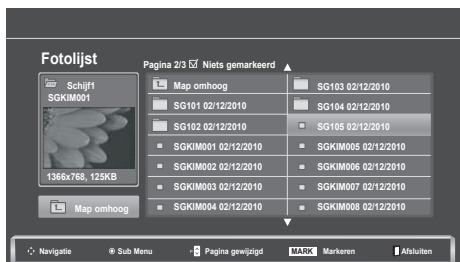 Fotolijst
Pagina 2/3 ☑ Niets gemarkeerd
Schijf1
SGKIM001
1366x768, 125KB
Map omhoog
Map omhoog
SG101 02/12/2010
SG102 02/12/2010
SGKIM001 02/12/2010
SGKIM002 02/12/2010
SGKIM003 02/12/2010
SGKIM004 02/12/2010
SG103 02/12/2010
SG104 02/12/2010
SG105 02/12/2010
SGKIM005 02/12/2010
SGKIM006 02/12/2010
SGKIM007 02/12/2010
SGKIM008 02/12/2010
Navigatie Sub Menu Pagina gewijzigd MARK Markeren Afsluiten